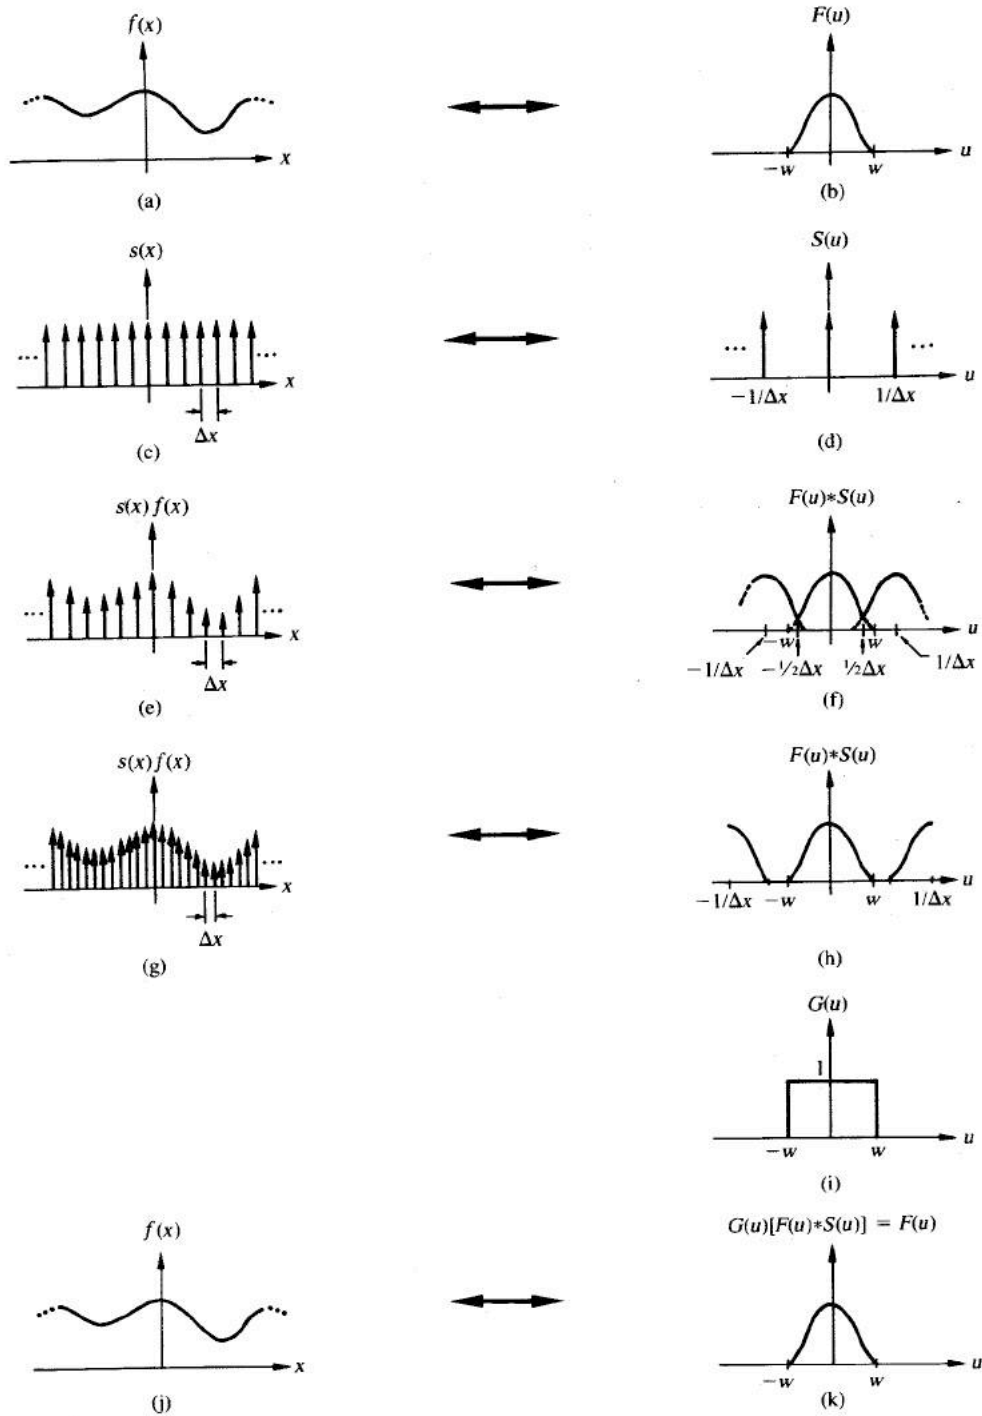 f(x)
F(u)
x
u
−w
w
(a)
(b)
s(x)
S(u)
...
...
x
...
...
u
−1/Δx
1/Δx
Δx
(c)
(d)
s(x) f(x)
F(u)*S(u)
...
...
x
u
−w
w
−1/Δx
−½Δx
½Δx
1/Δx
Δx
(e)
(f)
s(x) f(x)
F(u)*S(u)
...
...
x
u
−1/Δx
−w
w
1/Δx
Δx
(g)
(h)
G(u)
1
u
−w
w
(i)
f(x)
G(u)[F(u)*S(u)] = F(u)
x
u
−w
w
(j)
(k)